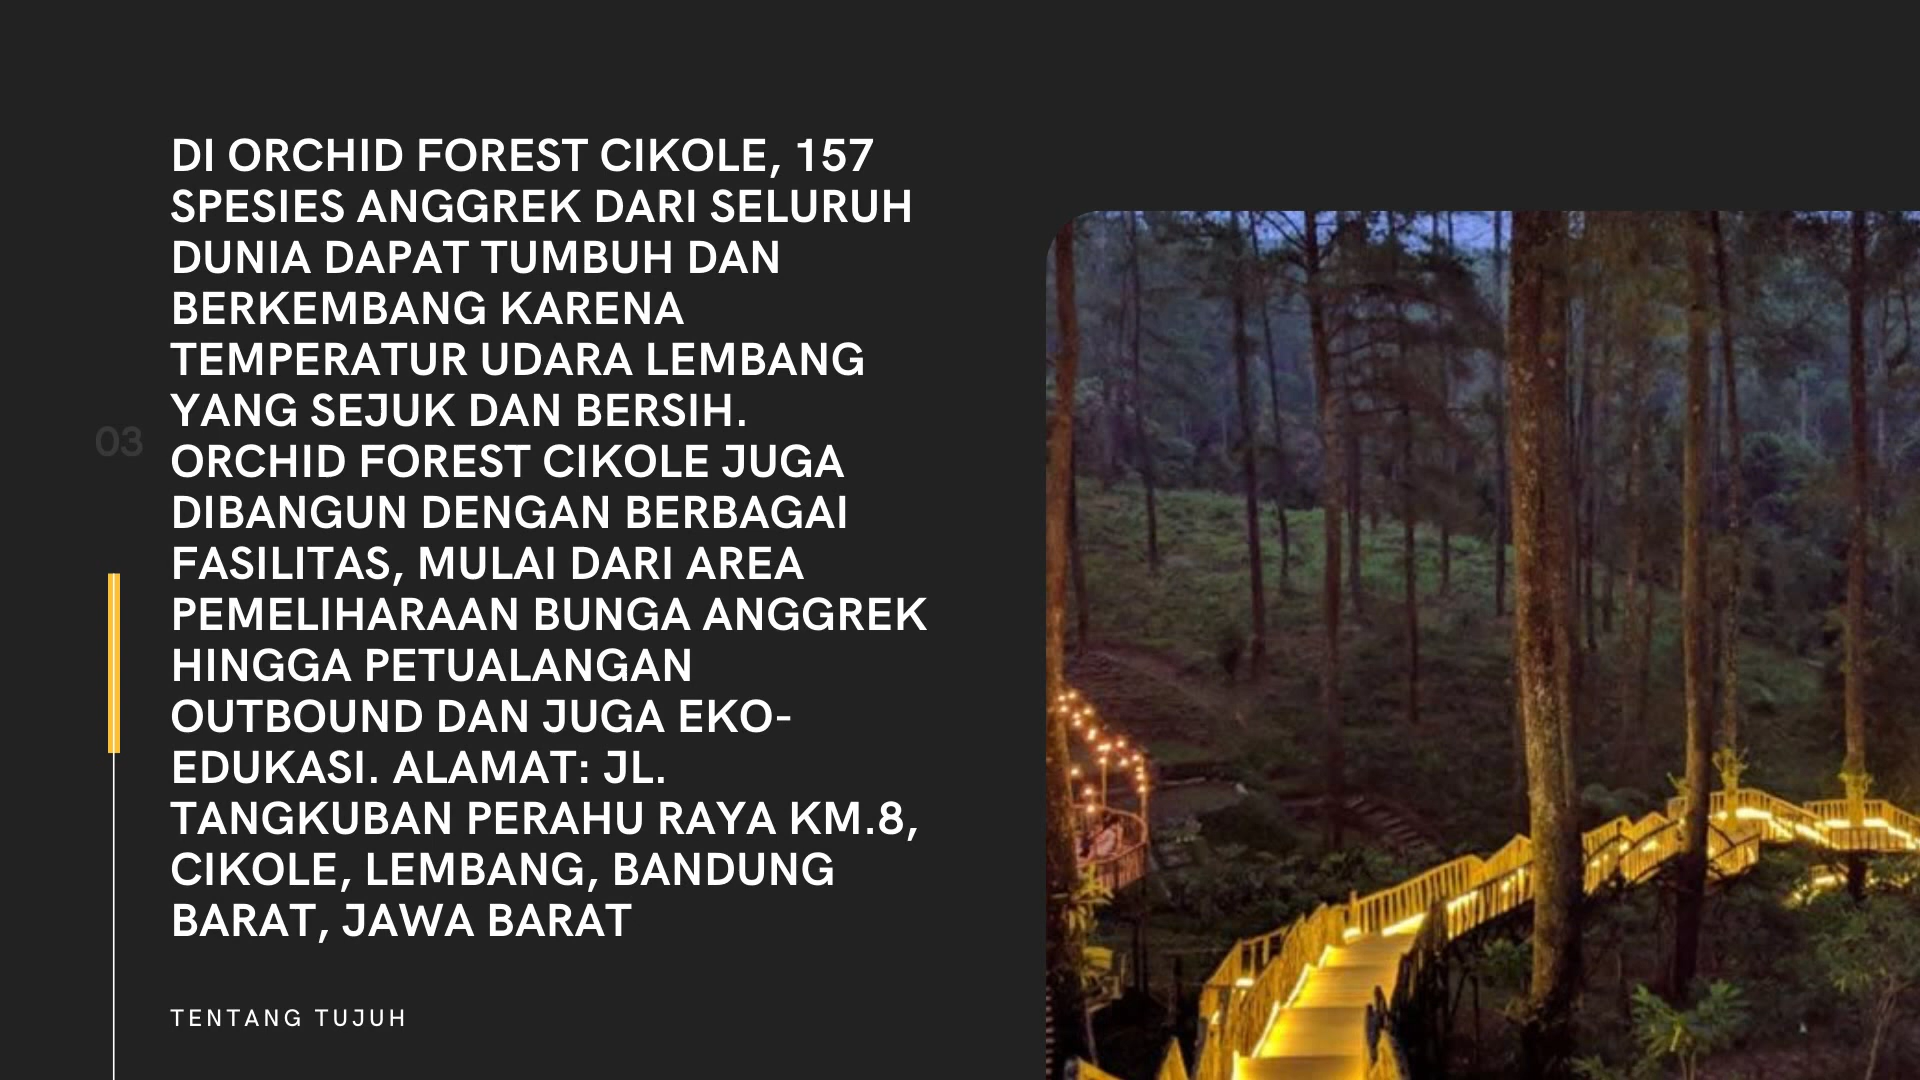 DI ORCHID FOREST CIKOLE, 157
SPESIES ANGGREK DARI SELURUH
DUNIA DAPAT TUMBUH DAN
BERKEMBANG KARENA
TEMPERATUR UDARA LEMBANG
YANG SEJUK DAN BERSIH.
ORCHID FOREST CIKOLE JUGA
DIBANGUN DENGAN BERBAGAI
FASILITAS, MULAI DARI AREA
PEMELIHARAAN BUNGA ANGGREK
HINGGA PETUALANGAN
OUTBOUND DAN JUGA EKO-
EDUKASI. ALAMAT: JL.
TANGKUBAN PERAHU RAYA KM.8,
CIKOLE, LEMBANG, BANDUNG
BARAT, JAWA BARAT
03
TENTANG TUJUH